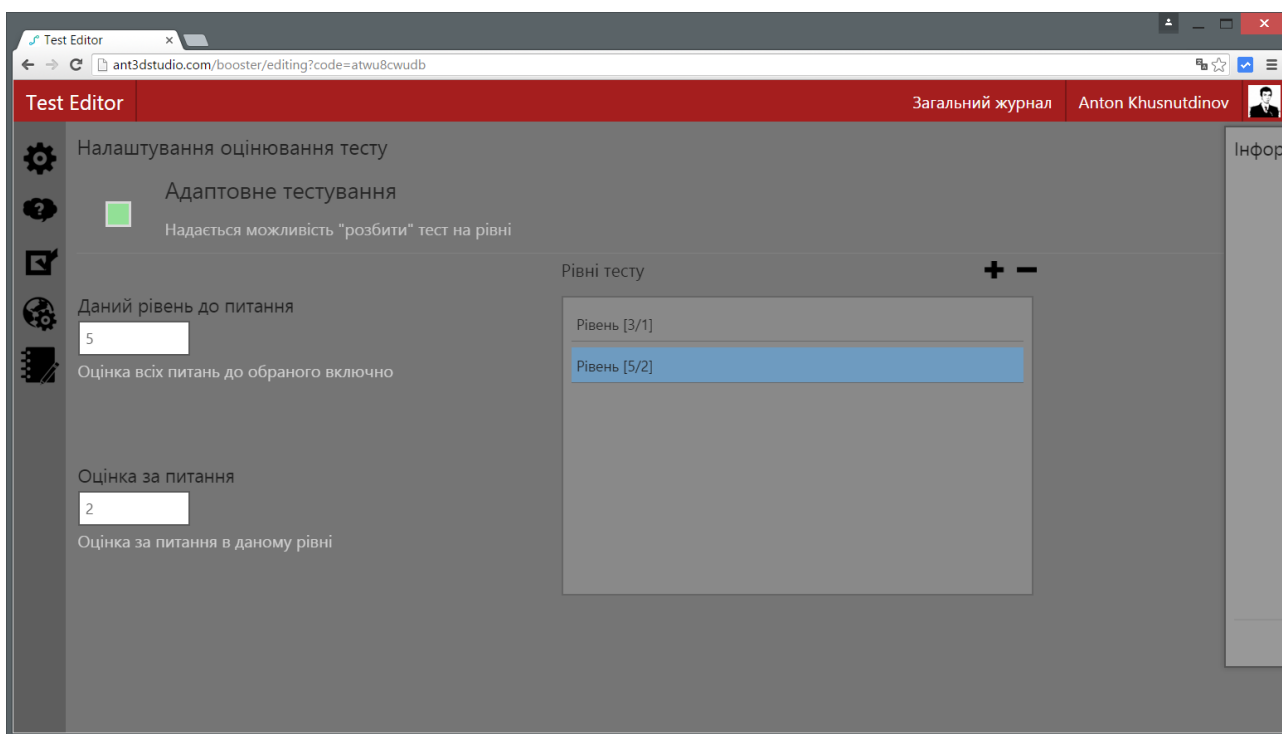 Test Editor
ant3dstudio.com/booster/editing?code=atwu8cwudb
Test Editor
Загальний журнал
Anton Khusnutdinov
Налаштування оцінювання тесту
Інфор
Адаптовне тестування
Надається можливість "розбити" тест на рівні
Рівні тесту
Даний рівень до питання
5
Оцінка всіх питань до обраного включно
Рівень [3/1]
Рівень [5/2]
Оцінка за питання
2
Оцінка за питання в даному рівні